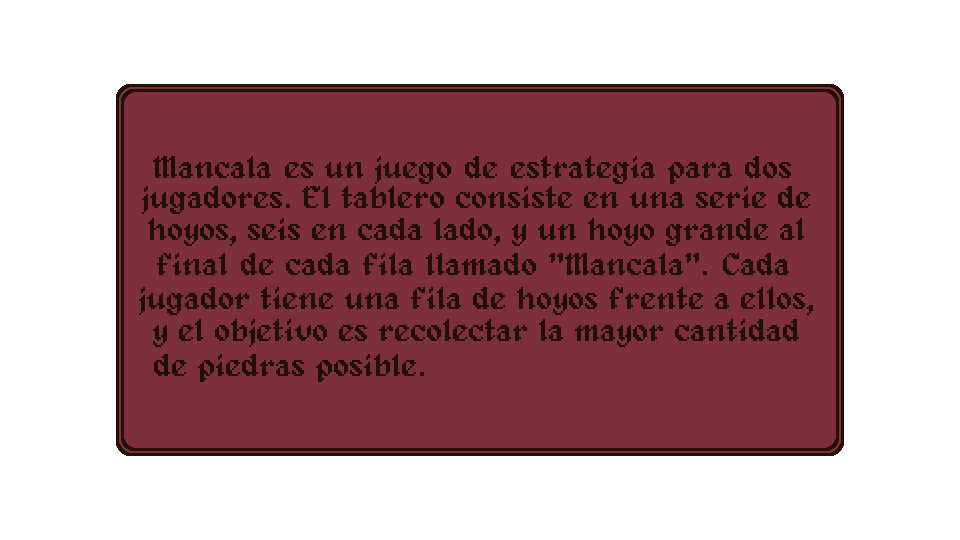 Mancala es un juego de estrategia para dos
jugadores. El tablero consiste en una serie de
hoyos, seis en cada lado, y un hoyo grande al
final de cada fila llamado "Mancala". Cada
jugador tiene una fila de hoyos frente a ellos,
y el objetivo es recolectar la mayor cantidad
de piedras posible.